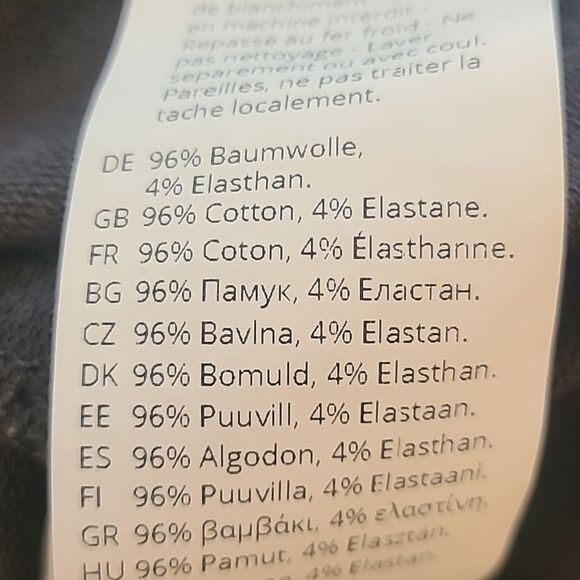 de blanchiment
en machine interdit -
Repasse au fer froid - Ne
pas nettoyage - Laver
separement ou avec coul.
Pareilles, ne pas traiter la
tache localement.
DE 96% Baumwolle,
4% Elasthan.
GB 96% Cotton, 4% Elastane.
FR 96% Coton, 4% Élasthanne.
BG 96% Памук, 4% Еластан.
CZ 96% Bavlna, 4% Elastan.
DK 96% Bomuld, 4% Elasthan.
EE 96% Puuvill, 4% Elastaan.
ES 96% Algodon, 4% Elasthan.
FI 96% Puuvilla, 4% Elastaani.
GR 96% βαμβάκι, 4% ελαστίνη.
HU 96% Pamut, 4% Elasztán.
4% Elastan.